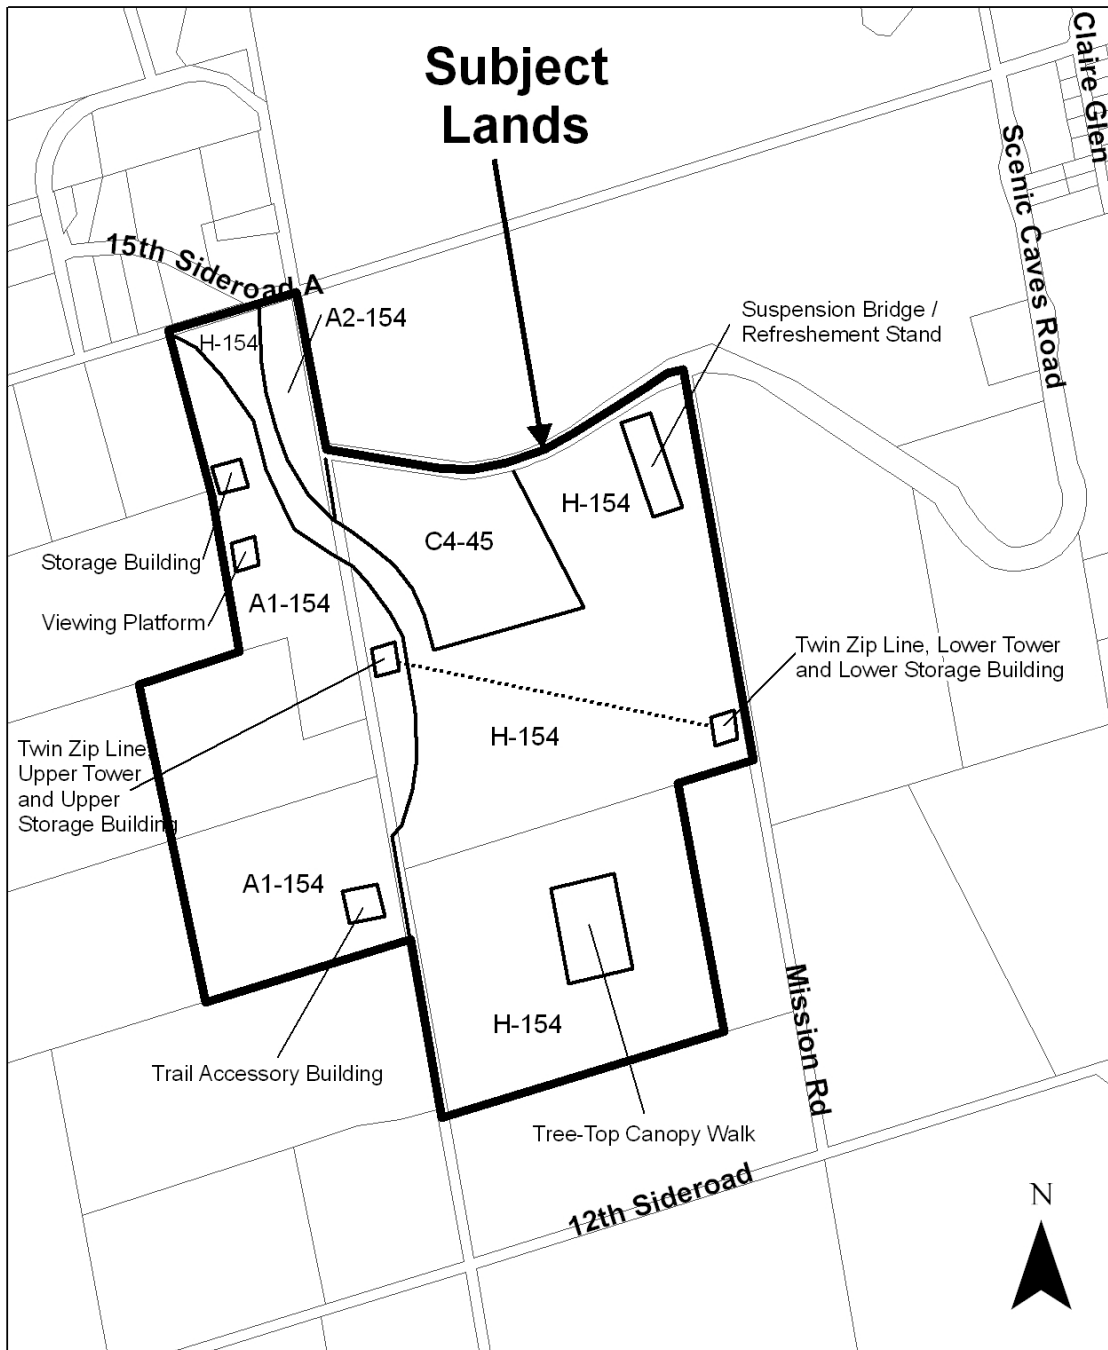 Subject
Lands
Claire Glen
Scenic Caves Road
15th Sideroad A
A2-154
H-154
Suspension Bridge /
Refreshement Stand
H-154
C4-45
Storage Building
A1-154
Viewing Platform
Twin Zip Line, Lower Tower
and Lower Storage Building
H-154
Twin Zip Line
Upper Tower
and Upper
Storage Building
A1-154
Mission Rd
H-154
Trail Accessory Building
Tree-Top Canopy Walk
12th Sideroad
N